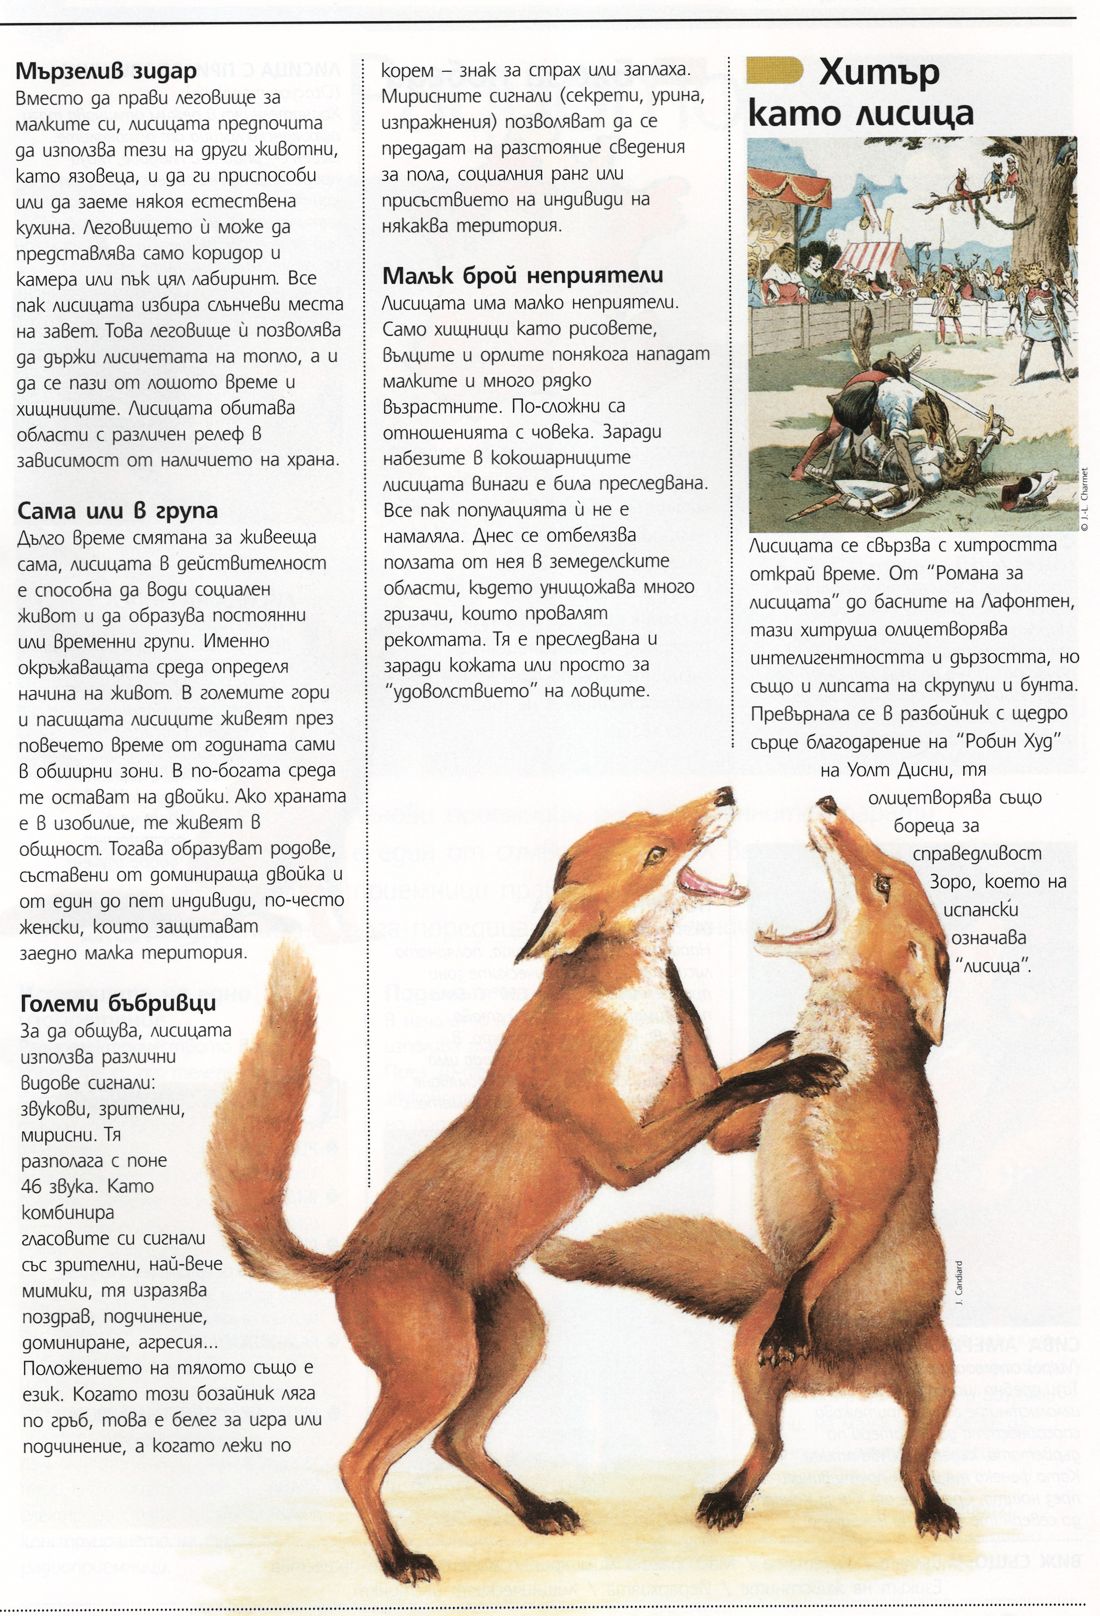 Мързелив зидар
Вместо да прави леговище за
малките си, лисицата предпочита
да използва тези на други животни,
като язовеца, и да ги приспособи
или да заеме някоя естествена
кухина. Леговището ѝ може да
представлява само коридор и
камера или пък цял лабиринт. Все
пак лисицата избира слънчеви места
на завет. Това леговище ѝ позволява
да държи лисичетата на топло, а и
да се пази от лошото време и
хищниците. Лисицата обитава
области с различен релеф в
зависимост от наличието на храна.
Сама или в група
Дълго време смятана за живееща
сама, лисицата в действителност
е способна да води социален
живот и да образува постоянни
или временни групи. Именно
окръжаващата среда определя
начина на живот. В големите гори
и пасищата лисиците живеят през
повечето време от годината сами
в обширни зони. В по-богата среда
те остават на двойки. Ако храната
е в изобилие, те живеят в
общност. Тогава образуват родове,
съставени от доминираща двойка и
от един до пет индивиди, по-често
женски, които защитават
заедно малка територия.
Големи бъбривци
За да общува, лисицата
използва различни
видове сигнали:
звукови, зрителни,
мирисни. Тя
разполага с поне
46 звука. Като
комбинира
гласовите си сигнали
със зрителни, най-вече
мимики, тя изразява
поздрав, подчинение,
доминиране, агресия...
Положението на тялото също е
език. Когато този бозайник ляга
по гръб, това е белег за игра или
подчинение, а когато лежи по
корем – знак за страх или заплаха.
Мирисните сигнали (секрети, урина,
изпражнения) позволяват да се
предадат на разстояние сведения
за пола, социалния ранг или
присъствието на индивиди на
някаква територия.
Малък брой неприятели
Лисицата има малко неприятели.
Само хищници като рисовете,
вълците и орлите понякога нападат
малките и много рядко
възрастните. По-сложни са
отношенията с човека. Заради
набезите в кокошарниците
лисицата винаги е била преследвана.
Все пак популацията ѝ не е
намаляла. Днес се отбелязва
ползата от нея в земеделските
области, където унищожава много
гризачи, които провалят
реколтата. Тя е преследвана и
заради кожата или просто за
"удоволствието" на ловците.
Хитър
като лисица
© J.-L. Charmet
Лисицата се свързва с хитростта
открай време. От "Романа за
лисицата" до басните на Лафонтен,
тази хитруша олицетворява
интелигентността и дързостта, но
също и липсата на скрупули и бунта.
Превърнала се в разбойник с щедро
сърце благодарение на "Робин Худ"
на Уолт Дисни, тя
олицетворява също
бореца за
справедливост
Зоро, което на
испански
означава
"лисица".
J. Candiard